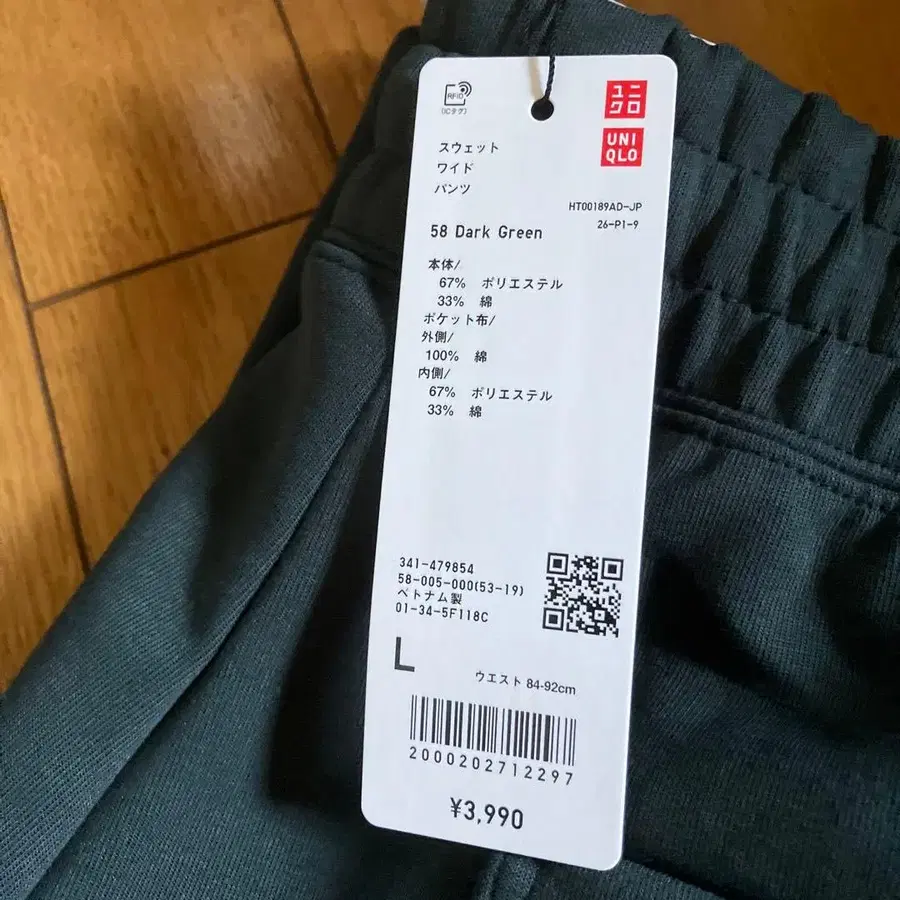 RFID
(ICタグ)
ユニ
クロ
UNI
QLO
スウェット
ワイド
パンツ
HT00189AD-JP
26-P1-9
58 Dark Green
本体/
67% ポリエステル
33% 綿
ポケット布/
外側/
100% 綿
内側/
67% ポリエステル
33% 綿
341-479854
58-005-000(53-19)
ベトナム製
01-34-5F118C
L
ウエスト 84-92cm
2000202712297
¥3,990